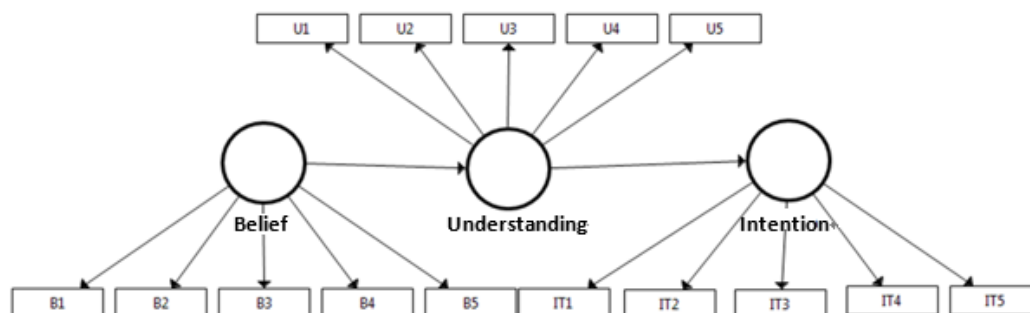 U1 U2 U3 U4 U5
Belief Understanding Intention
B1 B2 B3 B4 B5 IT1 IT2 IT3 IT4 IT5